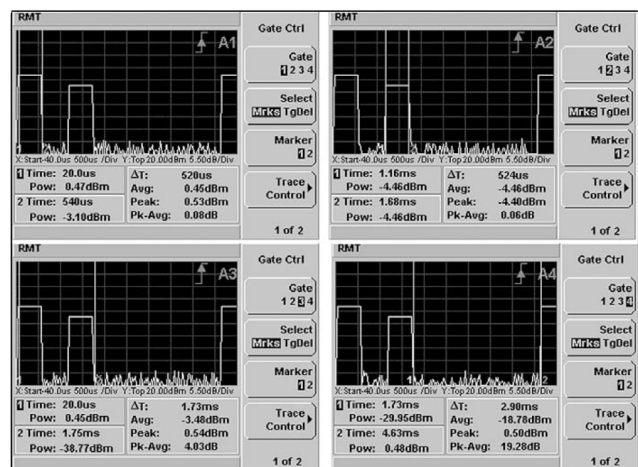 RMT
Gate Ctrl
A1
Gate
1 2 3 4
Select
Mrks TgDel
Marker
1 2
Trace
Control
1 of 2
X:Start-40.0us 500us /Div Y:Top 20.00dBm 5.50dB/Div
1 Time: 20.0us
Pow: 0.47dBm
2 Time: 540us
Pow: -3.10dBm
ΔT: 520us
Avg: 0.45dBm
Peak: 0.53dBm
Pk-Avg: 0.08dB
RMT
Gate Ctrl
A2
Gate
1 2 3 4
Select
Mrks TgDel
Marker
1 2
Trace
Control
1 of 2
X:Start-40.0us 500us /Div Y:Top 20.00dBm 5.50dB/Div
1 Time: 1.16ms
Pow: -4.46dBm
2 Time: 1.68ms
Pow: -4.46dBm
ΔT: 524us
Avg: -4.46dBm
Peak: -4.40dBm
Pk-Avg: 0.06dB
RMT
Gate Ctrl
A3
Gate
1 2 3 4
Select
Mrks TgDel
Marker
1 2
Trace
Control
1 of 2
X:Start-40.0us 500us /Div Y:Top 20.00dBm 5.50dB/Div
1 Time: 20.0us
Pow: 0.45dBm
2 Time: 1.75ms
Pow: -38.77dBm
ΔT: 1.73ms
Avg: -3.48dBm
Peak: 0.54dBm
Pk-Avg: 4.03dB
RMT
Gate Ctrl
A4
Gate
1 2 3 4
Select
Mrks TgDel
Marker
1 2
Trace
Control
1 of 2
1
2
X:Start-40.0us 500us /Div Y:Top 20.00dBm 5.50dB/Div
1 Time: 1.73ms
Pow: -29.95dBm
2 Time: 4.63ms
Pow: 0.48dBm
ΔT: 2.90ms
Avg: -18.78dBm
Peak: 0.50dBm
Pk-Avg: 19.28dB